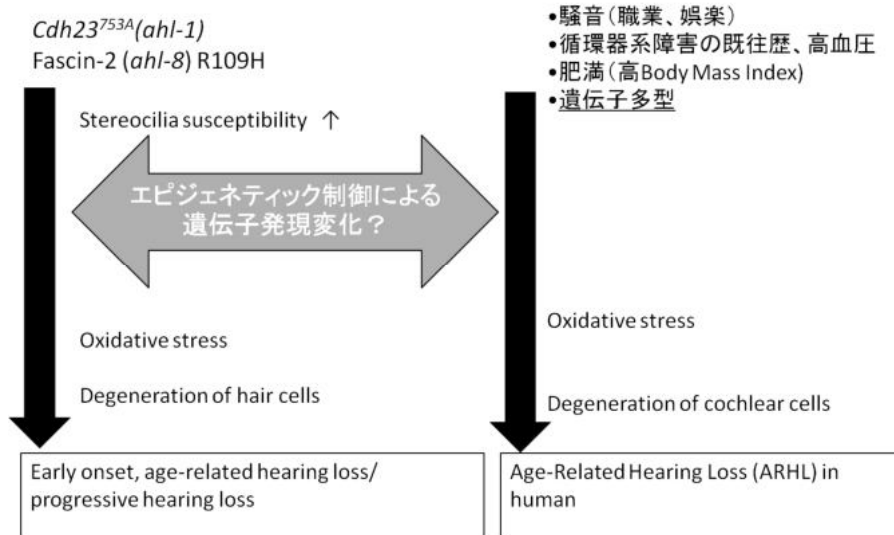 Cdh23753A(ahl-1)
Fascin-2 (ahl-8) R109H
Stereocilia susceptibility ↑
•騒音(職業、娯楽)
•循環器系障害の既往歴、高血圧
•肥満(高Body Mass Index)
•遺伝子多型
エピジェネティック制御による
遺伝子発現変化？
Oxidative stress
Degeneration of hair cells
Oxidative stress
Degeneration of cochlear cells
Early onset, age-related hearing loss/
progressive hearing loss
Age-Related Hearing Loss (ARHL) in
human